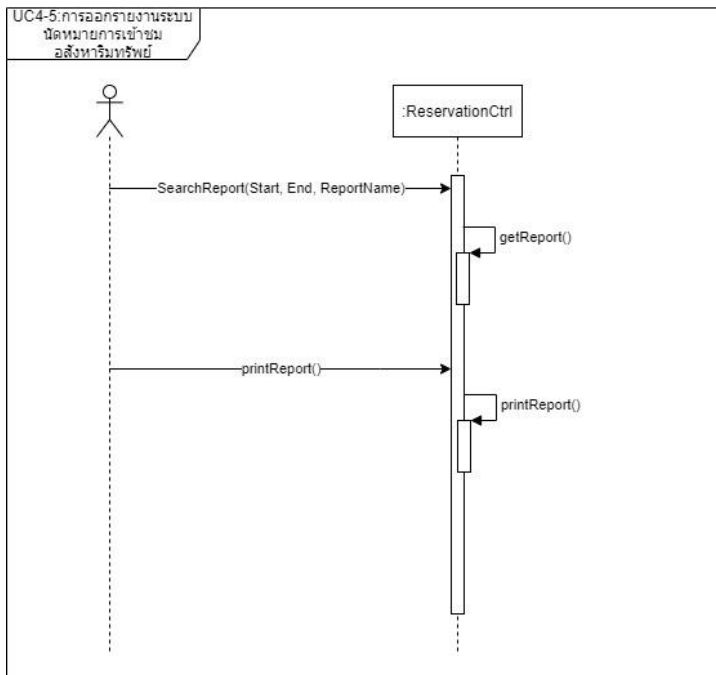 UC4-5:การออกรายงานระบบ
นัดหมายการเข้าชม
อสังหาริมทรัพย์
:ReservationCtrl
SearchReport(Start, End, ReportName)
getReport()
printReport()
printReport()